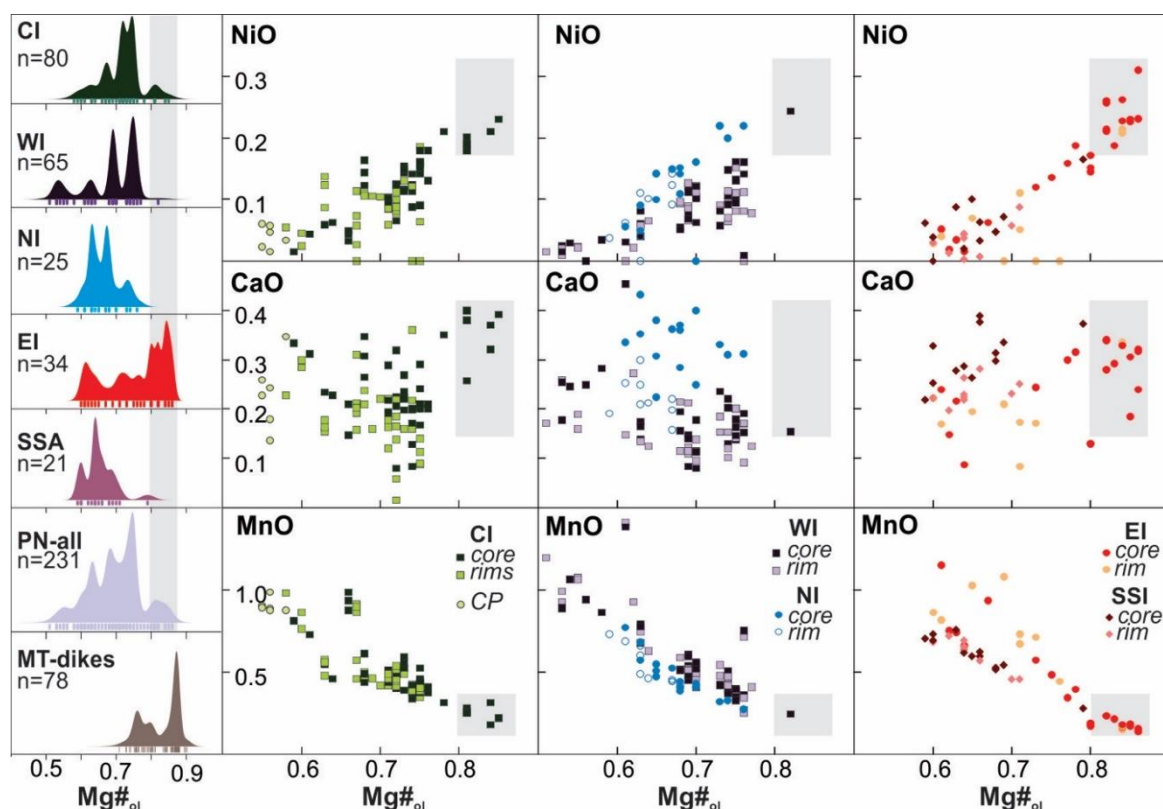 CI
n=80
WI
n=65
NI
n=25
EI
n=34
SSA
n=21
PN-all
n=231
MT-dikes
n=78
0.5 0.7 0.9
Mg#ol
NiO
0.3
0.2
0.1
CaO
0.4
0.3
0.2
0.1
MnO
1.0
0.5
CI
core
rims
CP
0.6 0.7 0.8
Mg#ol
NiO
CaO
MnO
WI
core
rim
NI
core
rim
0.6 0.7 0.8
Mg#ol
NiO
CaO
MnO
EI
core
rim
SSI
core
rim
0.6 0.7 0.8
Mg#ol